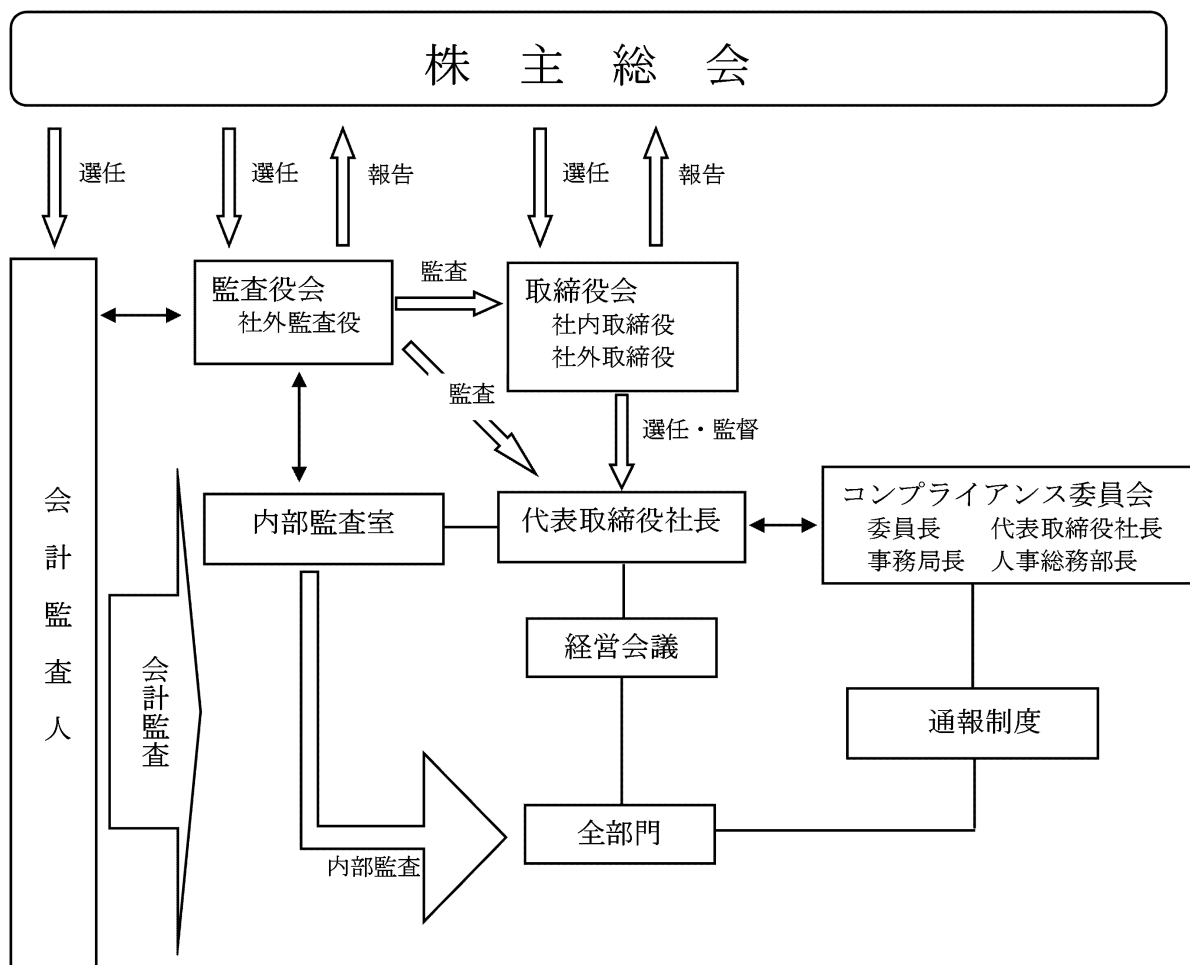 株主総会
選任
選任
報告
選任
報告
監査役会
社外監査役
監査
取締役会
社内取締役
社外取締役
監査
選任・監督
会計監査人
会計監査
内部監査室
代表取締役社長
コンプライアンス委員会
委員長 代表取締役社長
事務局長 人事総務部長
経営会議
通報制度
全部門
内部監査